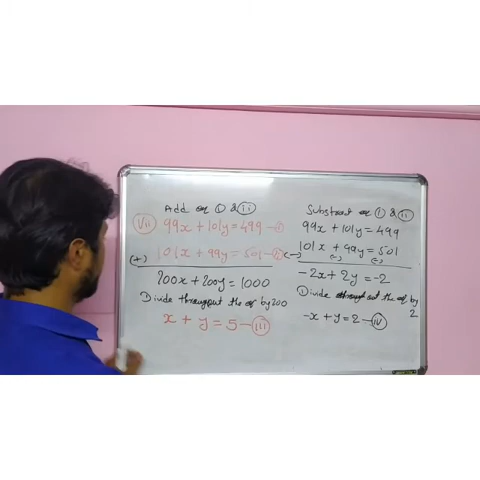 Add eq ① & ⓘⓘ
(vii) 99x + 101y = 499 — ①
101x + 99y = 501 — ②
(+)
200x + 200y = 1000
Divide throughout the eq by 200
x + y = 5 — (III)
Substract eq ① & ⓘⓘ
99x + 101y = 499
101x + 99y = 501
(−) (−) (−)
-2x + 2y = -2
Divide throughout the eq by 2
-x + y = 2 — (IV)